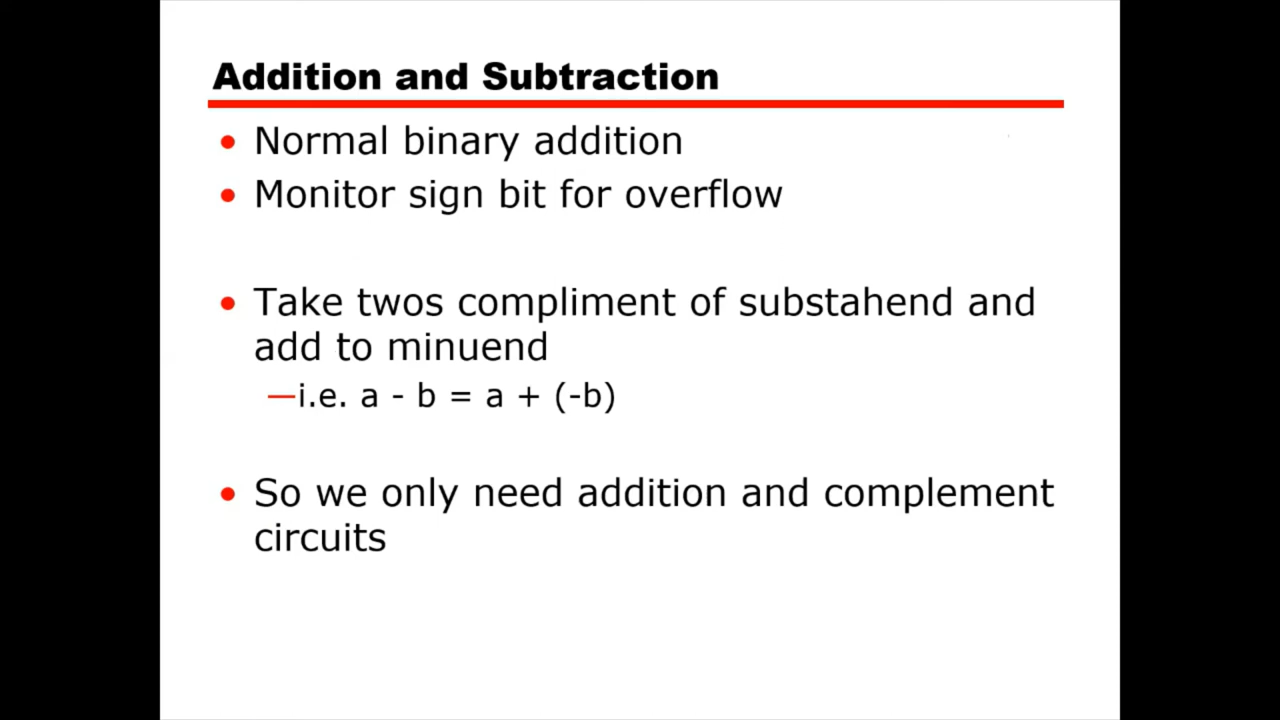 Addition and Subtraction
• Normal binary addition
• Monitor sign bit for overflow
• Take twos compliment of substahend and
add to minuend
—i.e. a - b = a + (-b)
• So we only need addition and complement
circuits